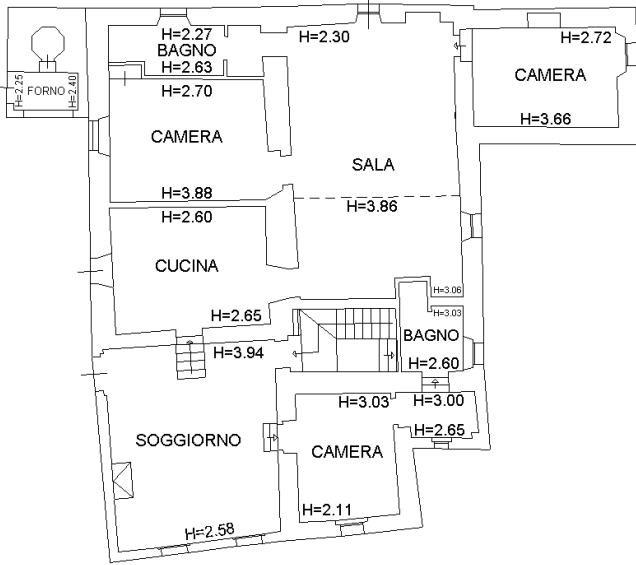 H=2.27
BAGNO
H=2.63
H=2.30
H=2.72
CAMERA
H=3.66
H=2.25
FORNO
H=2.40
H=2.70
CAMERA
H=3.88
SALA
H=3.86
H=2.60
CUCINA
H=2.65
H=3.06
H=3.03
BAGNO
H=2.60
H=3.94
SOGGIORNO
H=2.58
H=3.03
CAMERA
H=2.11
H=3.00
H=2.65